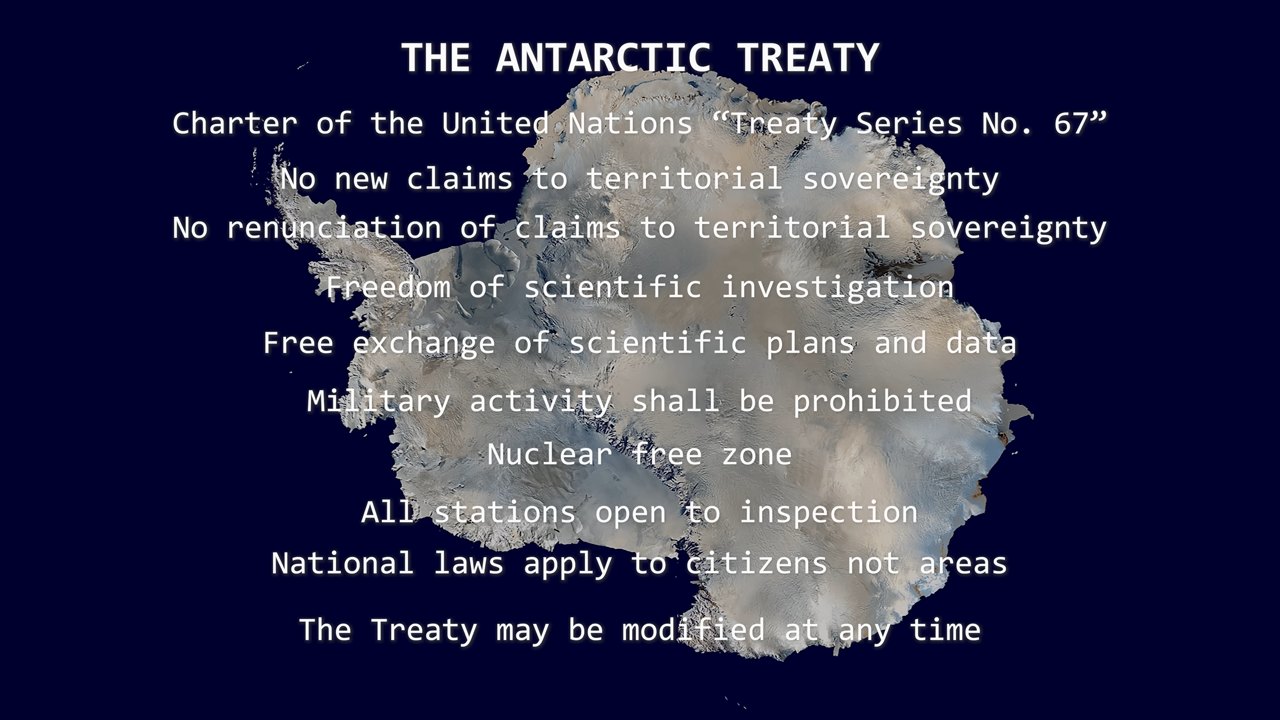 THE ANTARCTIC TREATY
Charter of the United Nations “Treaty Series No. 67”
No new claims to territorial sovereignty
No renunciation of claims to territorial sovereignty
Freedom of scientific investigation
Free exchange of scientific plans and data
Military activity shall be prohibited
Nuclear free zone
All stations open to inspection
National laws apply to citizens not areas
The Treaty may be modified at any time